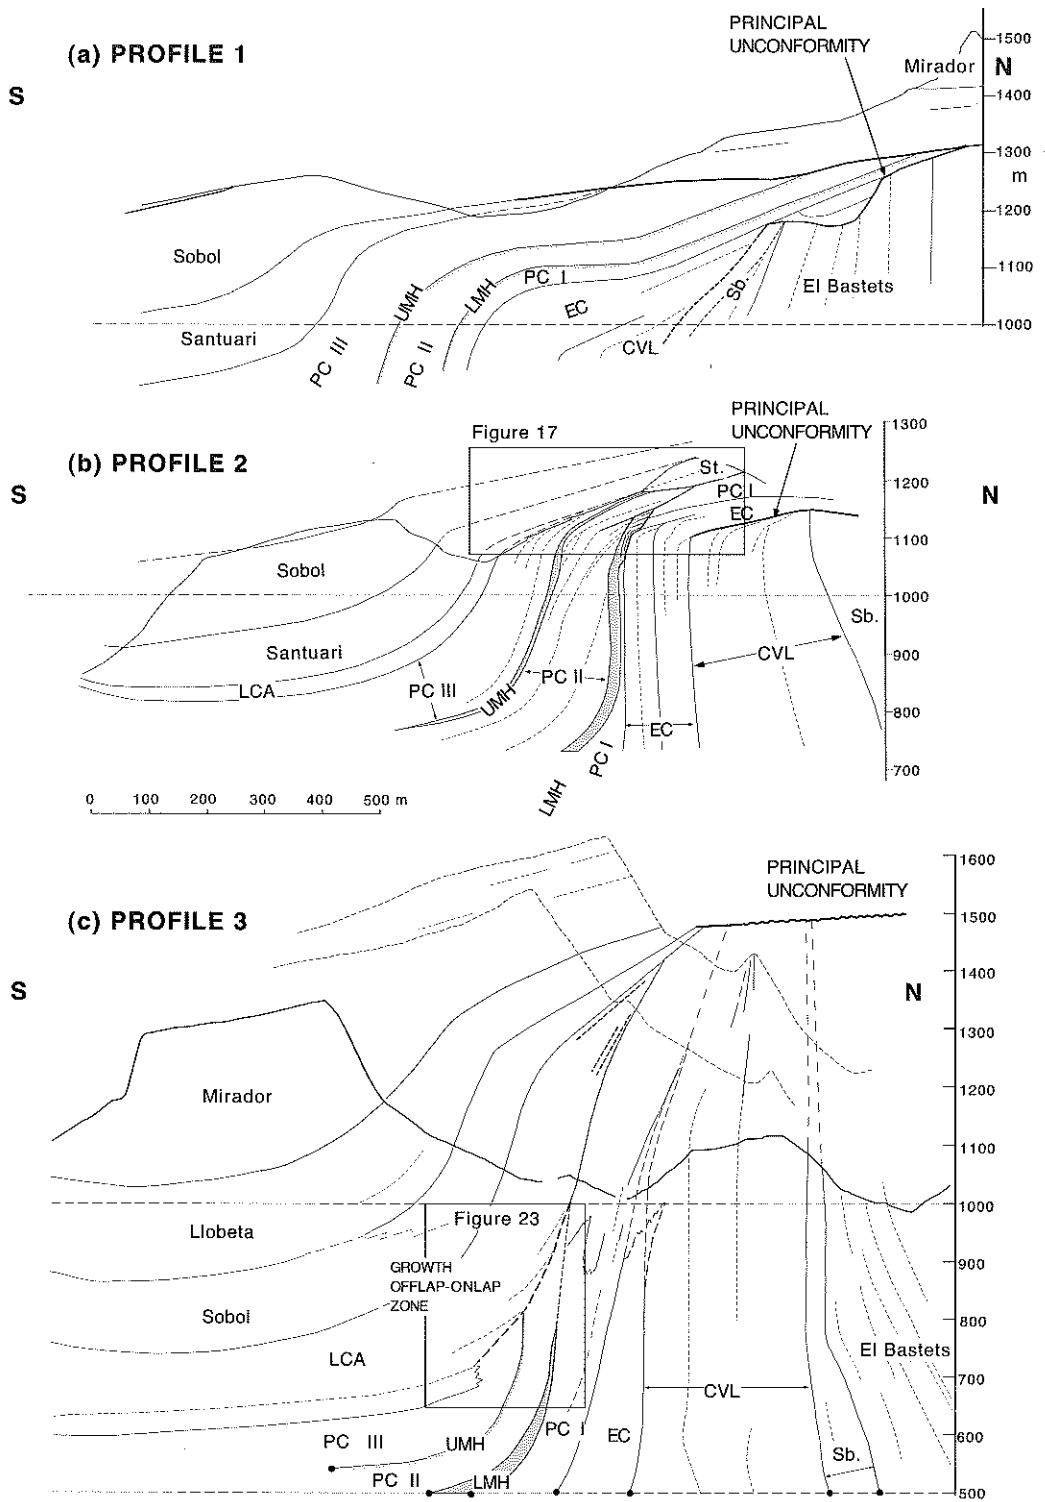 (a) PROFILE 1
PRINCIPAL
UNCONFORMITY
Mirador
S
N
1500
1400
1300
m
1200
1100
1000
Sobol
Santuari
PC III
UMH
PC II
LMH
PC I
EC
CVL
Sb.
El Bastets
(b) PROFILE 2
Figure 17
PRINCIPAL
UNCONFORMITY
S
N
1300
1200
1100
1000
900
800
700
St.
PC I
EC
Sobol
Santuari
LCA
PC III
UMH
PC II
LMH
PC I
EC
CVL
Sb.
0 100 200 300 400 500 m
(c) PROFILE 3
PRINCIPAL
UNCONFORMITY
S
N
1600
1500
1400
1300
1200
1100
1000
900
800
700
600
500
Mirador
Llobeta
Figure 23
GROWTH
OFFLAP-ONLAP
ZONE
Sobol
LCA
El Bastets
CVL
PC III
UMH
PC I
EC
PC II
LMH
Sb.